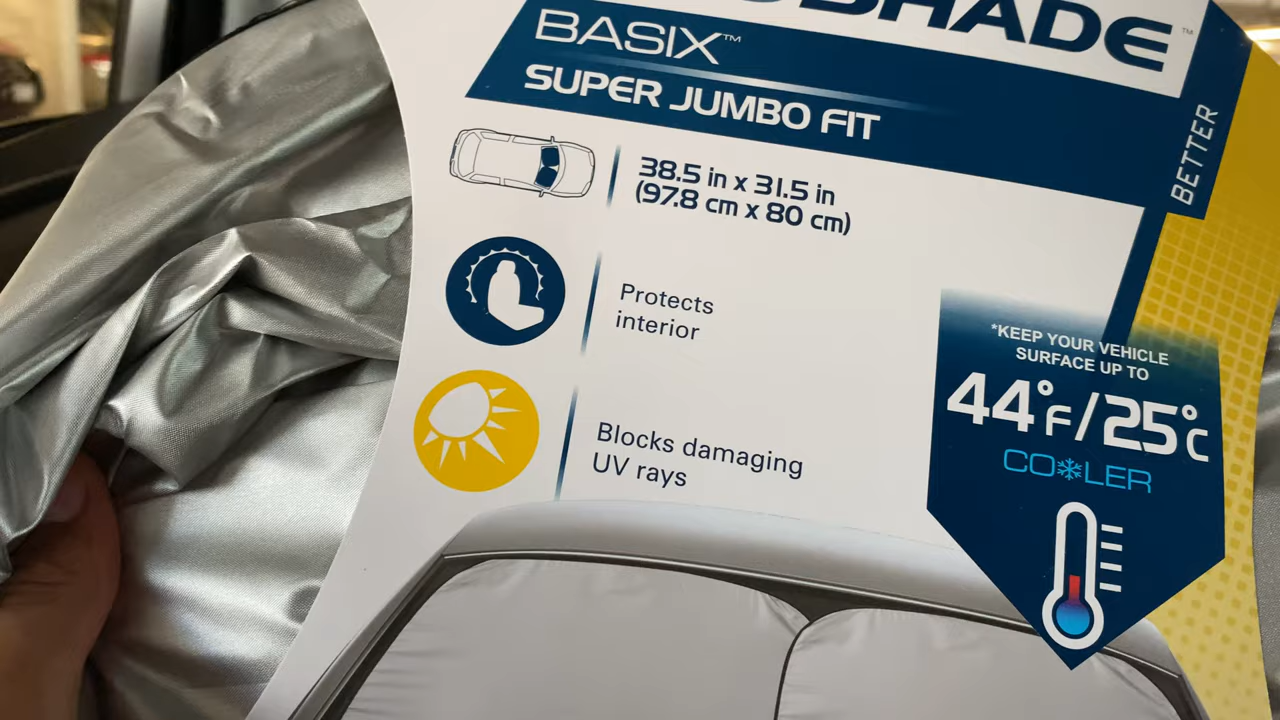 BASIX™
SUPER JUMBO FIT
BETTER
38.5 in x 31.5 in
(97.8 cm x 80 cm)
Protects
interior
Blocks damaging
UV rays
*KEEP YOUR VEHICLE
SURFACE UP TO
44°F/25°C
COOLER